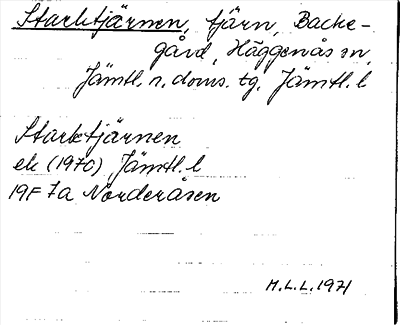 Starktjärnen, tjärn, Backe-
gård, Häggenås sn,
Jämtl. n. doms. tg. Jämtl. l
Starktjärnen
ek (1970), Jämtl. l
19F 7a Norderåsen
M.L.L. 1971